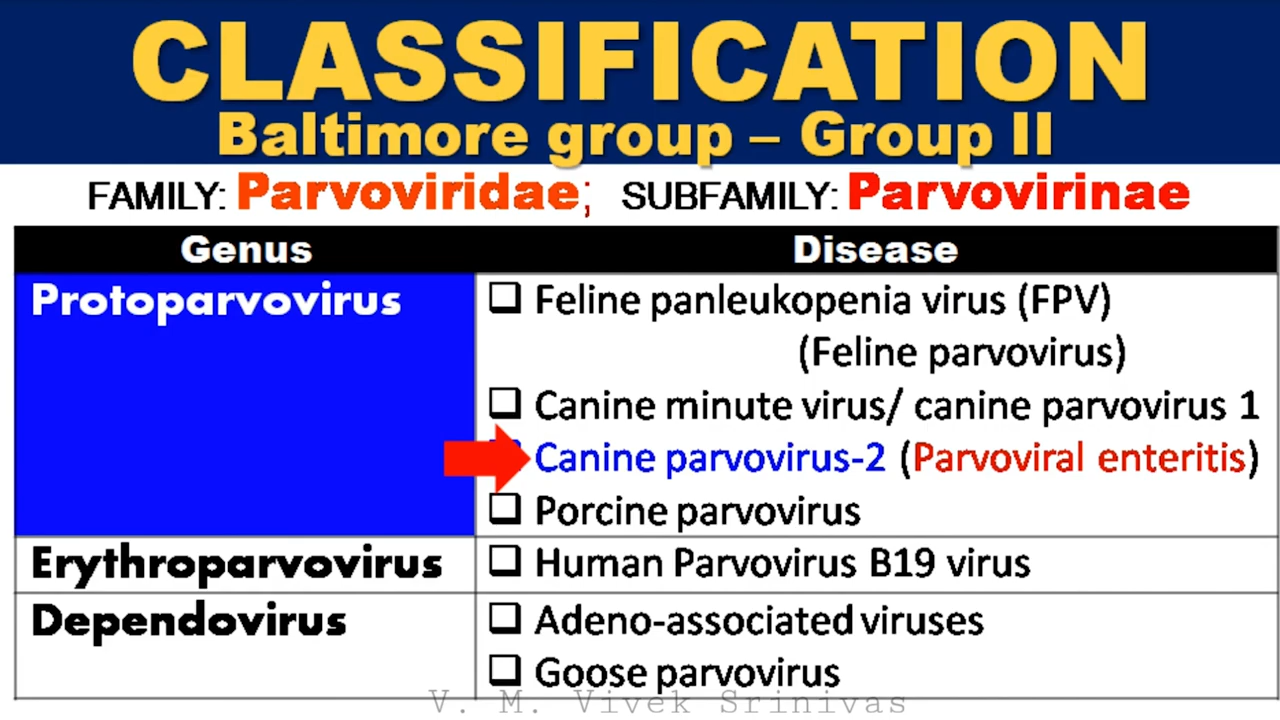 CLASSIFICATION
Baltimore group – Group II
FAMILY: Parvoviridae; SUBFAMILY: Parvovirinae
Genus Disease
Protoparvovirus ❑ Feline panleukopenia virus (FPV)
(Feline parvovirus)
❑ Canine minute virus/ canine parvovirus 1
Canine parvovirus-2 (Parvoviral enteritis)
❑ Porcine parvovirus
Erythroparvovirus ❑ Human Parvovirus B19 virus
Dependovirus ❑ Adeno-associated viruses
❑ Goose parvovirus
V. M. Vivek Srinivas